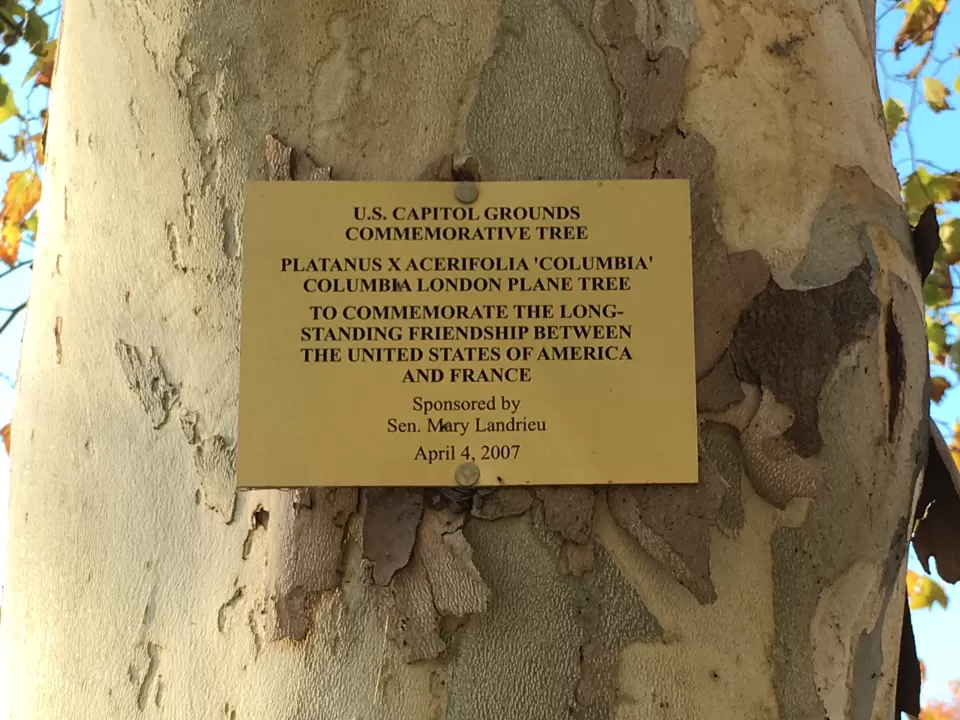 U.S. CAPITOL GROUNDS
COMMEMORATIVE TREE
PLATANUS X ACERIFOLIA 'COLUMBIA'
COLUMBIA LONDON PLANE TREE
TO COMMEMORATE THE LONG-
STANDING FRIENDSHIP BETWEEN
THE UNITED STATES OF AMERICA
AND FRANCE
Sponsored by
Sen. Mary Landrieu
April 4, 2007